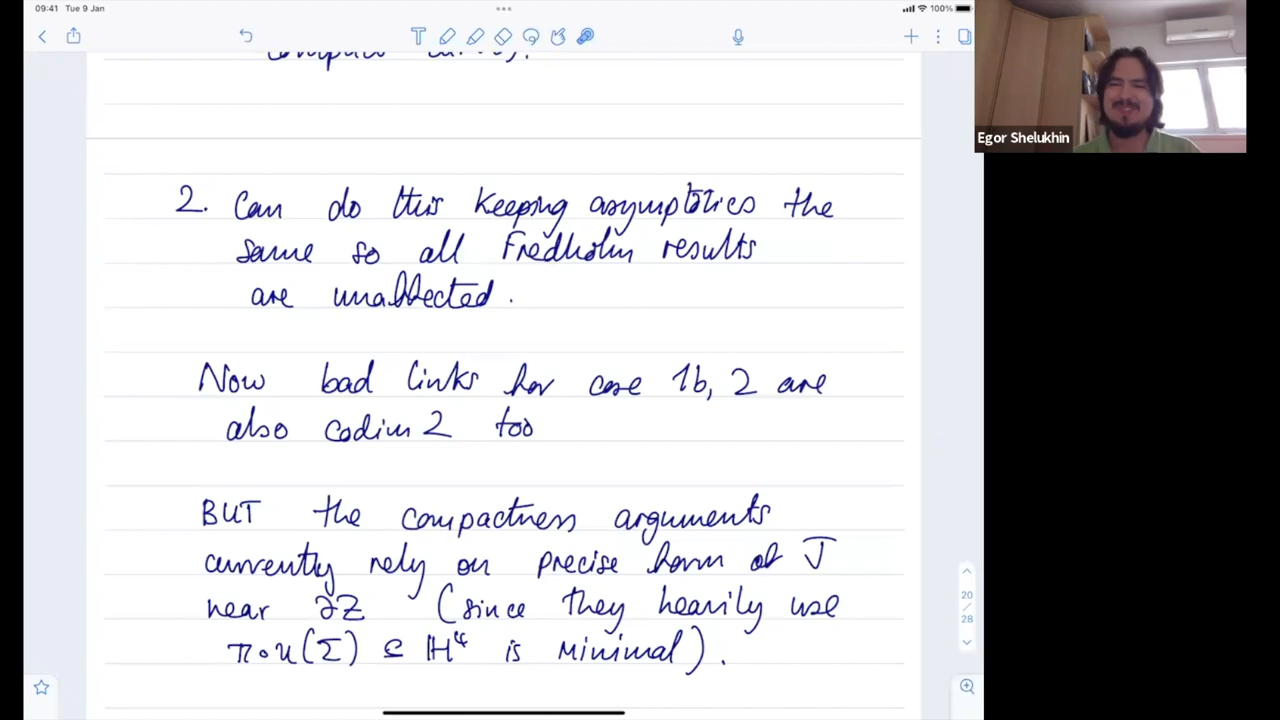 09:41 Tue 9 Jan
100%
Egor Shelukhin
2. Can do this keeping asymptotics the
same so all Fredholm results
are unaffected.
Now bad links for case 1b, 2 are
also codim 2 too
BUT the compactness arguments
currently rely on precise form of J
near ∂Z (since they heavily use
π∘u(Σ) ⊆ ℍ⁴ is minimal).
20
/
28